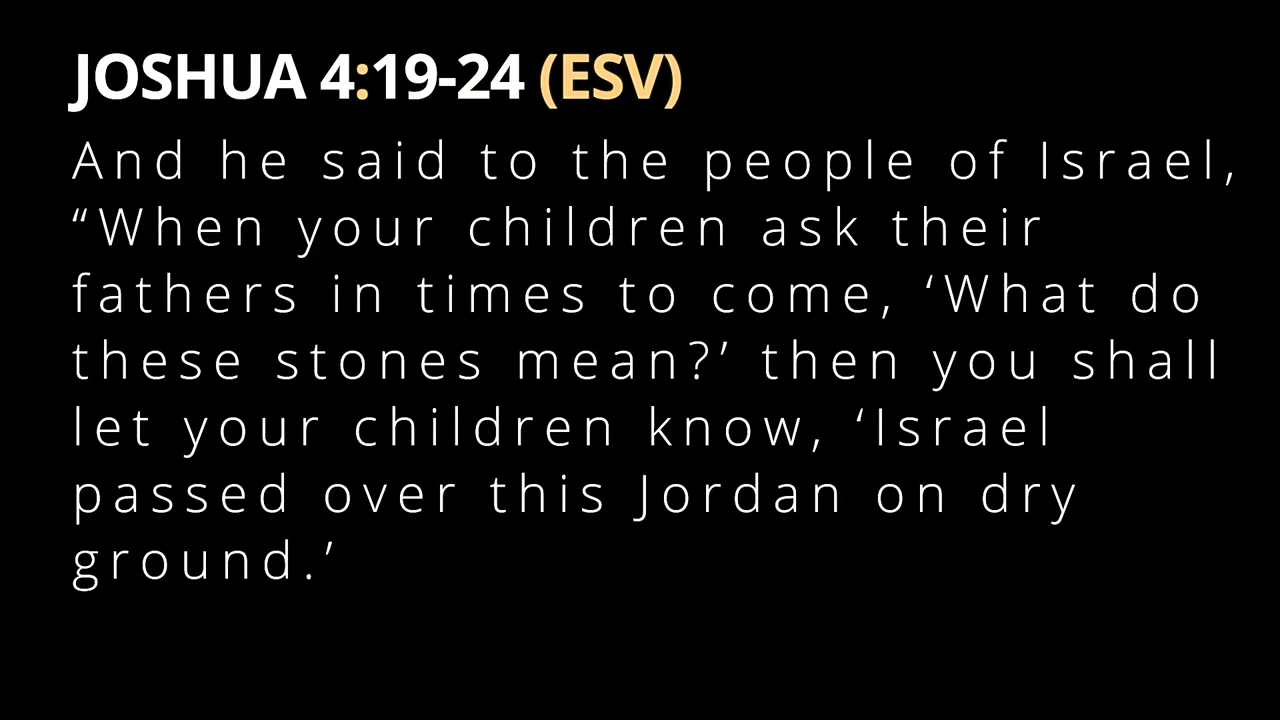 JOSHUA 4:19-24 (ESV)
And he said to the people of Israel,
“When your children ask their
fathers in times to come, ‘What do
these stones mean?’ then you shall
let your children know, ‘Israel
passed over this Jordan on dry
ground.’